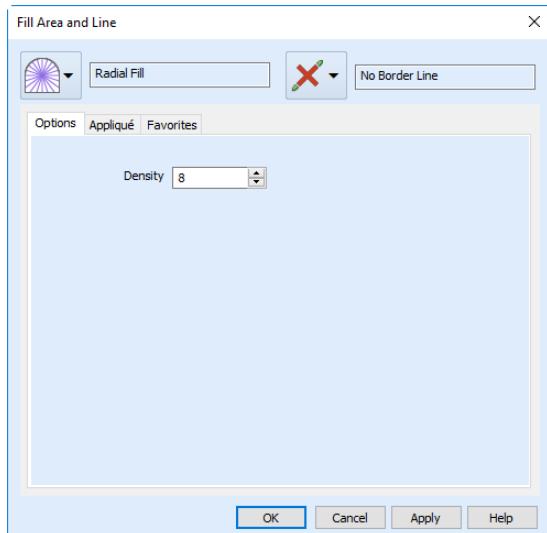 Fill Area and Line
Radial Fill
No Border Line
Options Appliqué Favorites
Density 8
OK Cancel Apply Help